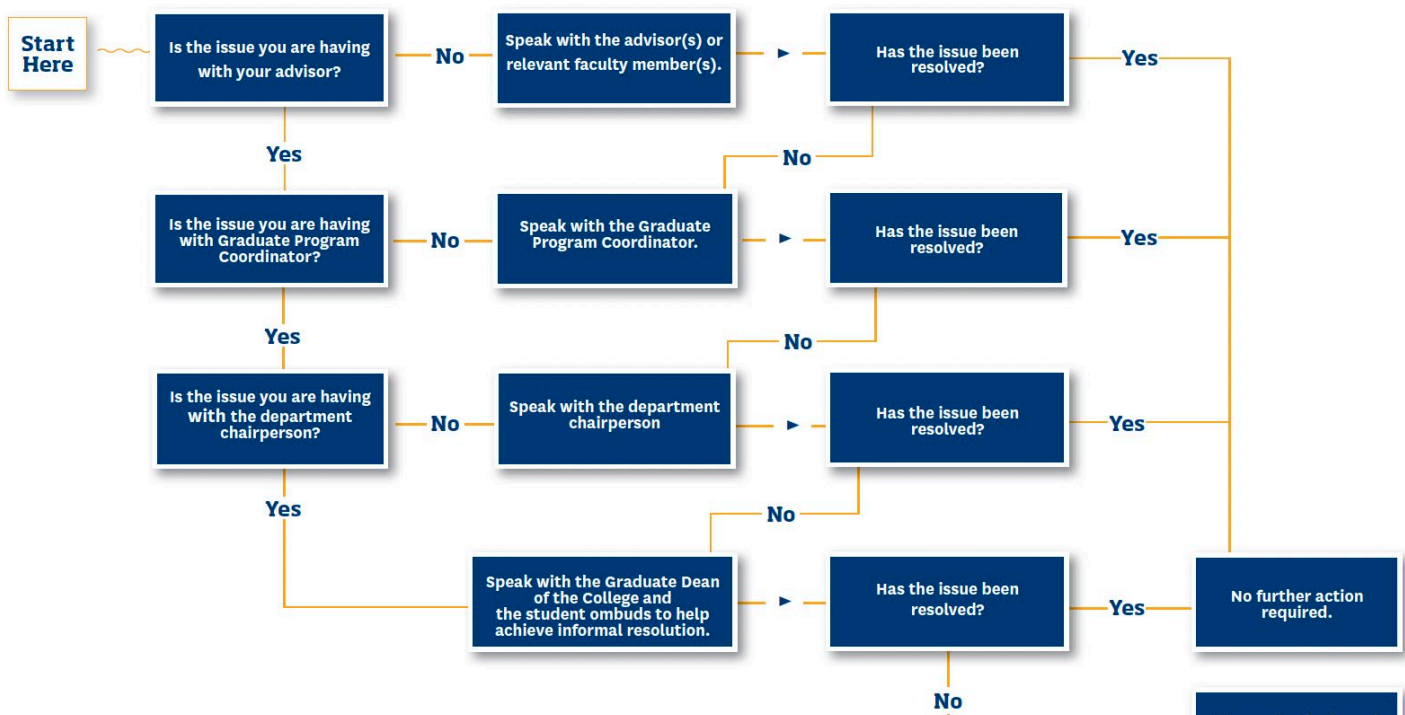 Start
Here
Is the issue you are having
with your advisor?
No
Speak with the advisor(s) or
relevant faculty member(s).
Has the issue been
resolved?
Yes
Yes
No
Is the issue you are having
with Graduate Program
Coordinator?
No
Speak with the Graduate
Program Coordinator.
Has the issue been
resolved?
Yes
Yes
No
Is the issue you are having
with the department
chairperson?
No
Speak with the department
chairperson
Has the issue been
resolved?
Yes
Yes
No
Speak with the Graduate Dean
of the College and
the student ombuds to help
achieve informal resolution.
Has the issue been
resolved?
Yes
No further action
required.
No